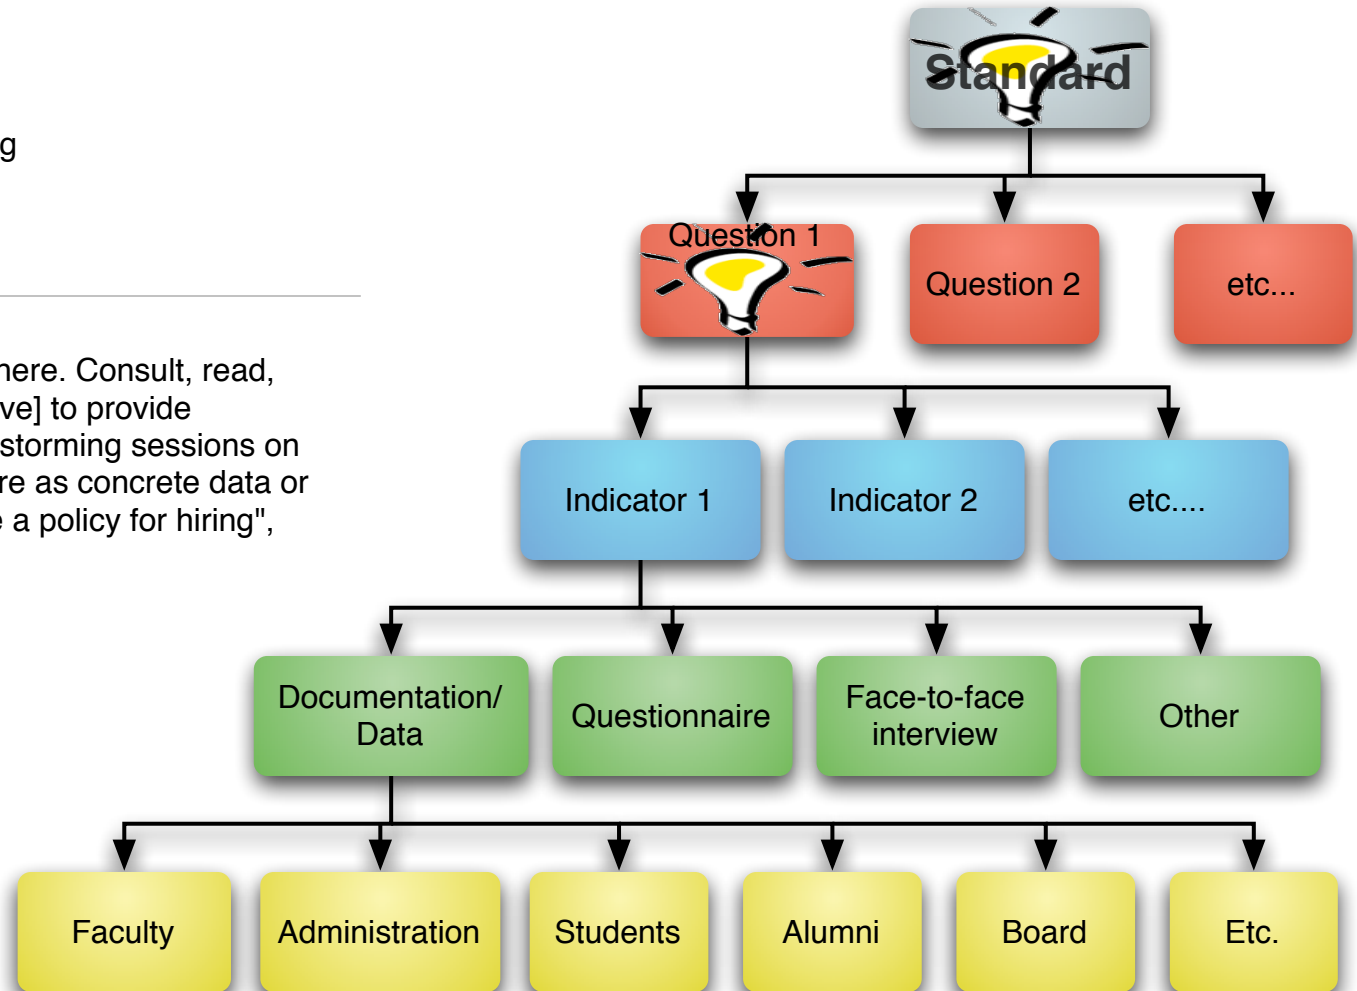 Standard
g
Question 1
Question 2
etc...
here. Consult, read,
ve] to provide
storming sessions on
re as concrete data or
e a policy for hiring",
Indicator 1
Indicator 2
etc....
Documentation/
Data
Questionnaire
Face-to-face
interview
Other
Faculty
Administration
Students
Alumni
Board
Etc.